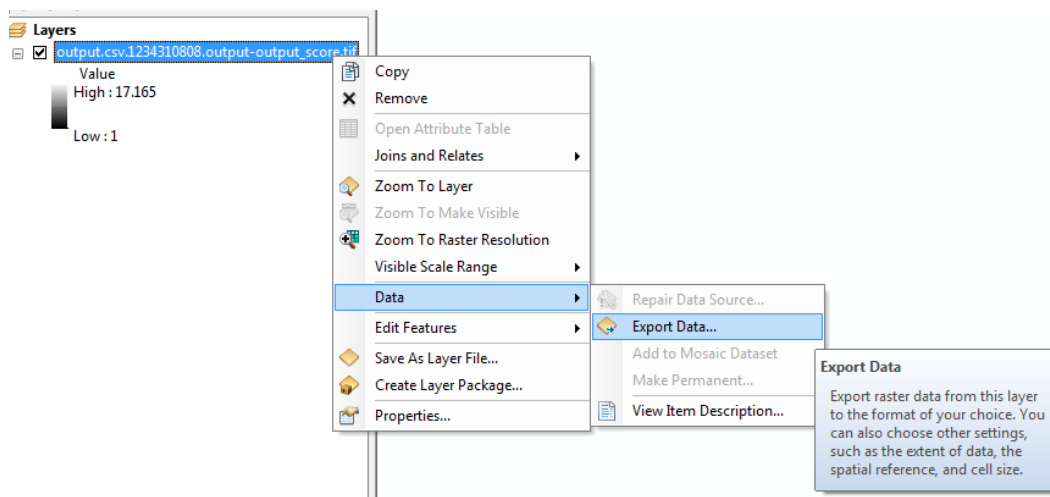 Layers
output.csv.1234310808.output-output_score.tif
Value
High : 17.165
Low : 1
Copy
Remove
Open Attribute Table
Joins and Relates
Zoom To Layer
Zoom To Make Visible
Zoom To Raster Resolution
Visible Scale Range
Data
Edit Features
Save As Layer File...
Create Layer Package...
Properties...
Repair Data Source...
Export Data...
Add to Mosaic Dataset
Make Permanent...
View Item Description...
Export Data
Export raster data from this layer
to the format of your choice. You
can also choose other settings,
such as the extent of data, the
spatial reference, and cell size.